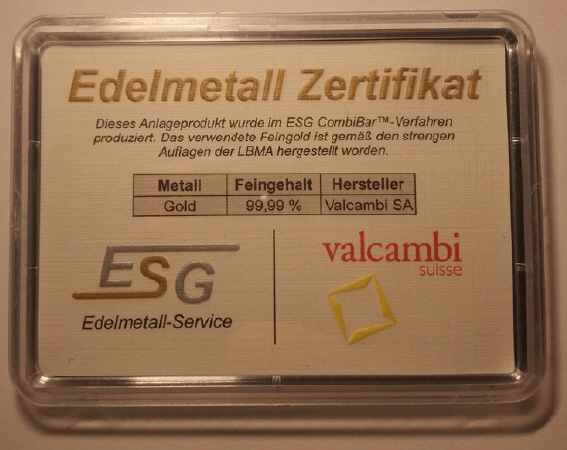 Edelmetall Zertifikat
Dieses Anlageprodukt wurde im ESG CombiBar™-Verfahren
produziert. Das verwendete Feingold ist gemäß den strengen
Auflagen der LBMA hergestellt worden.
Metall Feingehalt Hersteller
Gold 99,99 % Valcambi SA
ESG
Edelmetall-Service
valcambi
suisse